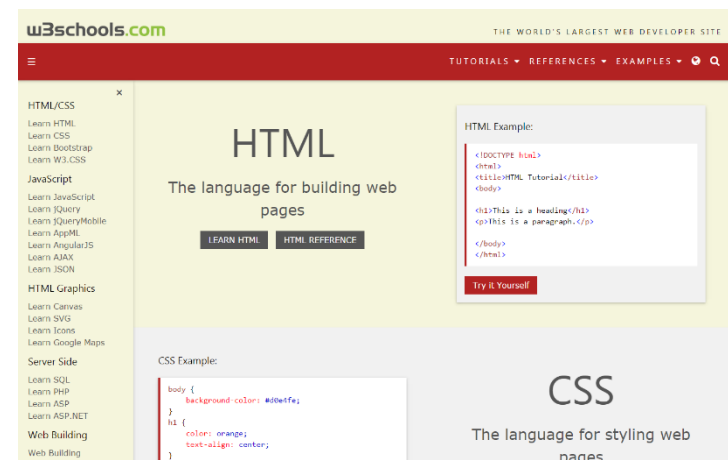 w3schools.com
THE WORLD'S LARGEST WEB DEVELOPER SITE
TUTORIALS REFERENCES EXAMPLES
×
HTML/CSS
Learn HTML
Learn CSS
Learn Bootstrap
Learn W3.CSS
JavaScript
Learn JavaScript
Learn jQuery
Learn jQueryMobile
Learn AppML
Learn AngularJS
Learn AJAX
Learn JSON
HTML Graphics
Learn Canvas
Learn SVG
Learn Icons
Learn Google Maps
Server Side
Learn SQL
Learn PHP
Learn ASP
Learn ASP.NET
Web Building
Web Building
HTML
The language for building web
pages
LEARN HTML HTML REFERENCE
HTML Example:
<!DOCTYPE html>
<html>
<title>HTML Tutorial</title>
<body>
<h1>This is a heading</h1>
<p>This is a paragraph.</p>
</body>
</html>
Try it Yourself
CSS Example:
body {
background-color: #d0e4fe;
}
h1 {
color: orange;
text-align: center;
}
CSS
The language for styling web
pages